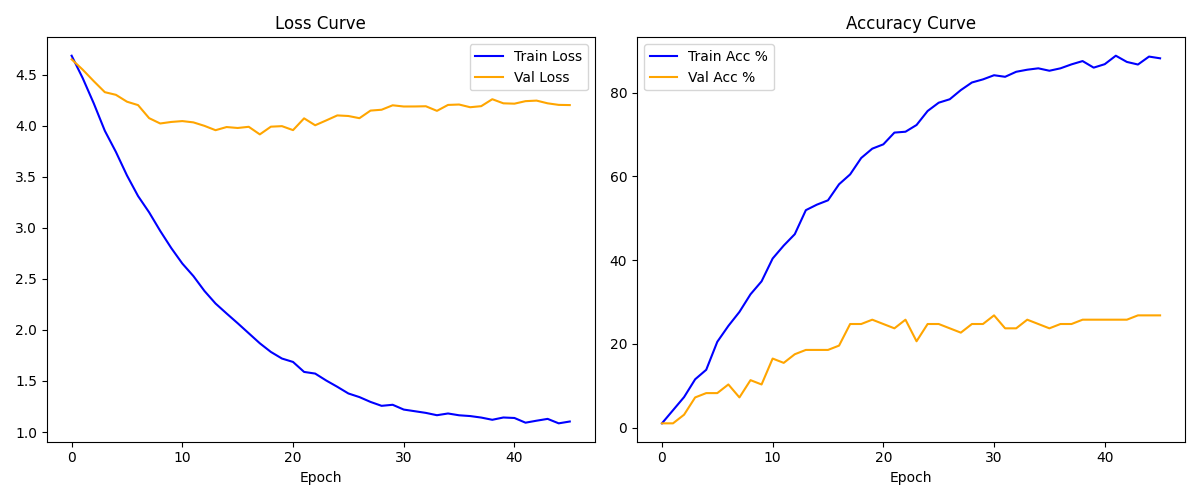 Loss Curve
Train Loss
Val Loss
4.5
4.0
3.5
3.0
2.5
2.0
1.5
1.0
0 10 20 30 40
Epoch
Accuracy Curve
Train Acc %
Val Acc %
80
60
40
20
0
0 10 20 30 40
Epoch